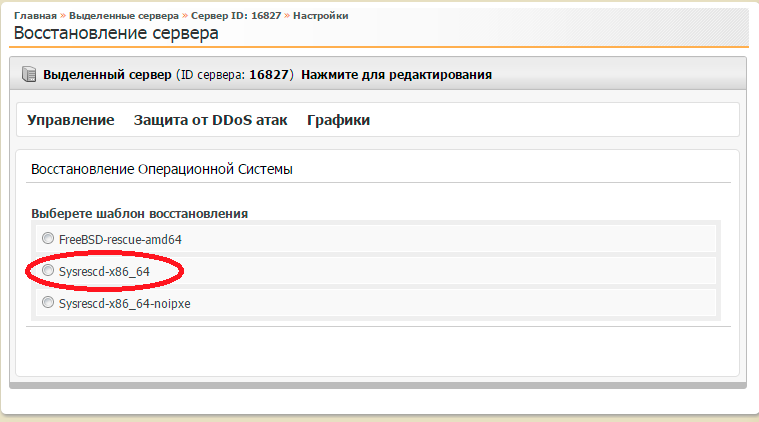 Главная » Выделенные сервера » Сервер ID: 16827 » Настройки
Восстановление сервера
Выделенный сервер (ID сервера: 16827) Нажмите для редактирования
Управление Защита от DDoS атак Графики
Восстановление Операционной Системы
Выберете шаблон восстановления
FreeBSD-rescue-amd64
Sysrescd-x86_64
Sysrescd-x86_64-noipxe